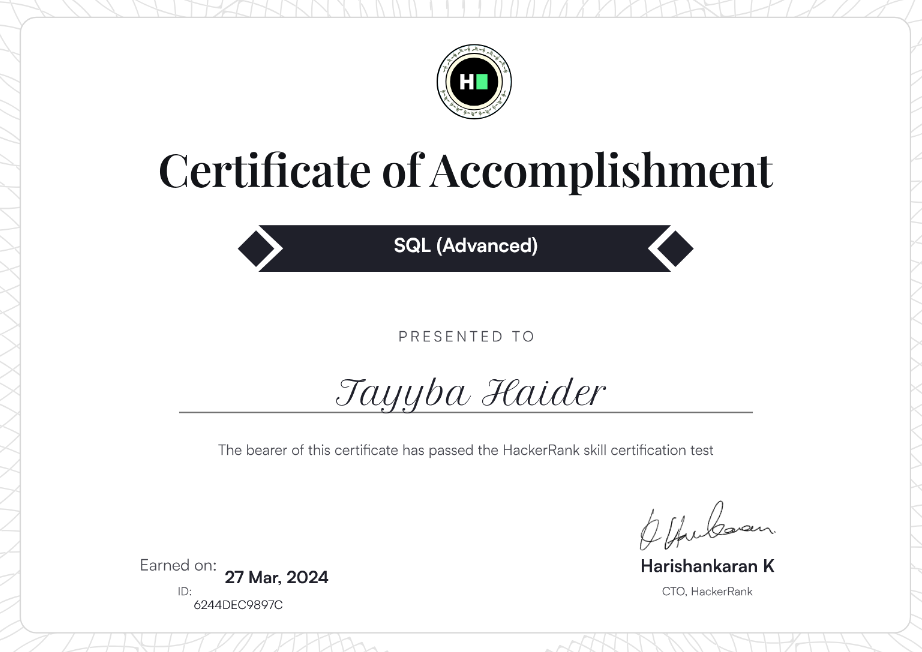 H
Certificate of Accomplishment
SQL (Advanced)
PRESENTED TO
Tayyba Haider
The bearer of this certificate has passed the HackerRank skill certification test
Earned on: 27 Mar, 2024
ID: 6244DEC9897C
Harishankaran K
CTO, HackerRank